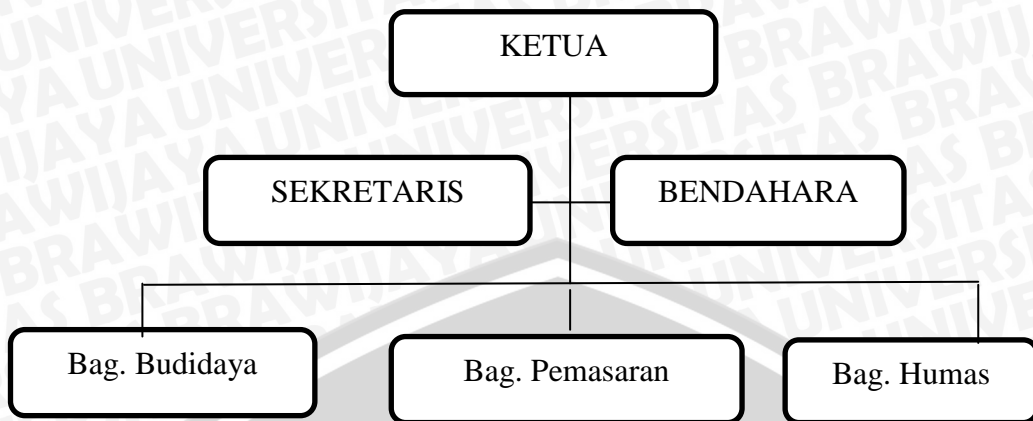 KETUA
SEKRETARIS
BENDAHARA
Bag. Budidaya
Bag. Pemasaran
Bag. Humas